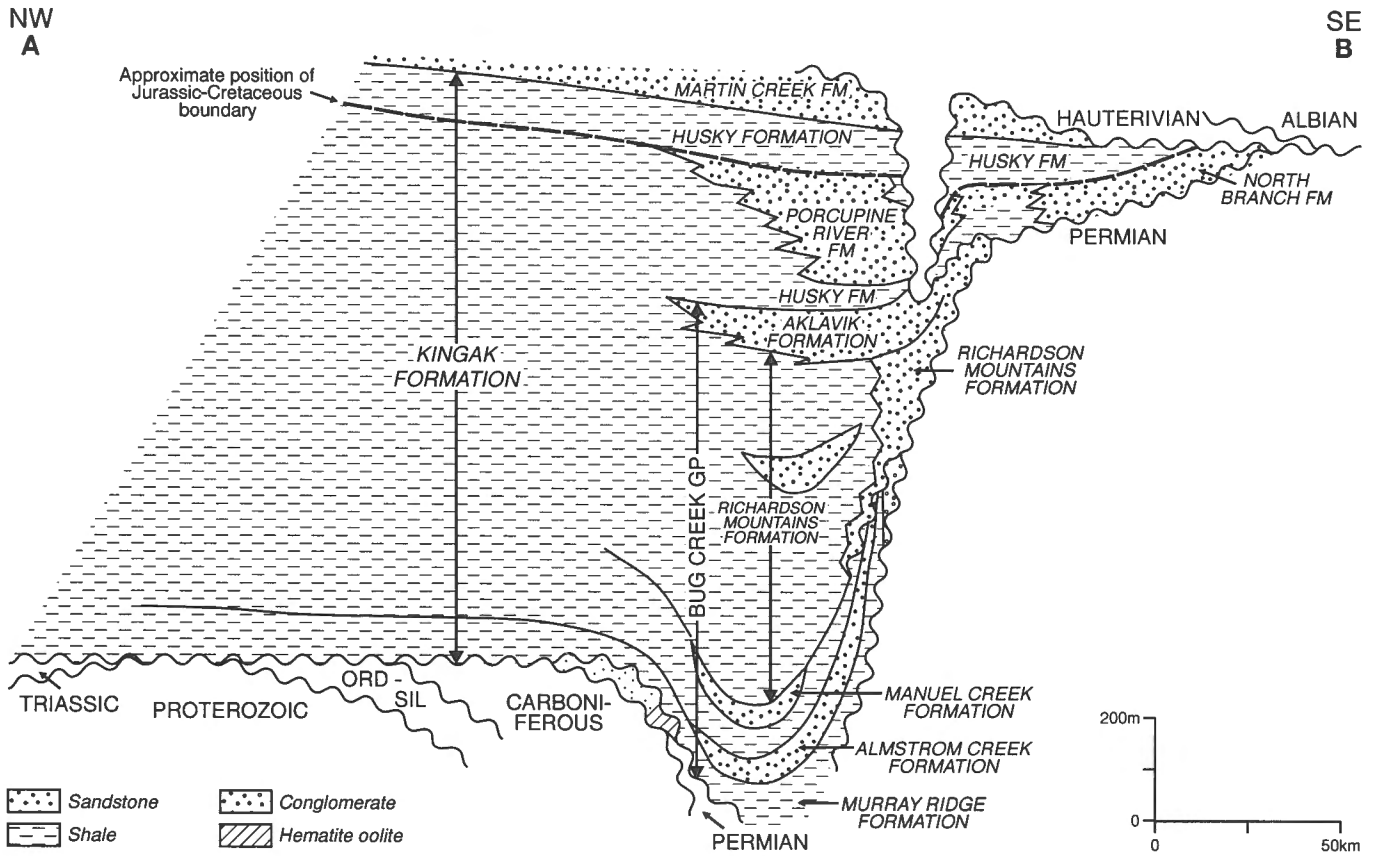 NW
A
SE
B
Approximate position of
Jurassic-Cretaceous
boundary
MARTIN CREEK FM
HUSKY FORMATION
HAUTERIVIAN
ALBIAN
HUSKY FM
NORTH
BRANCH FM
PORCUPINE
RIVER
FM
PERMIAN
HUSKY FM
AKLAVIK
FORMATION
KINGAK
FORMATION
RICHARDSON
MOUNTAINS
FORMATION
BUG CREEK GP
RICHARDSON
MOUNTAINS
FORMATION
TRIASSIC
PROTEROZOIC
ORD -
SIL
CARBONI-
FEROUS
MANUEL CREEK
FORMATION
ALMSTROM CREEK
FORMATION
MURRAY RIDGE
FORMATION
PERMIAN
Sandstone
Conglomerate
Shale
Hematite oolite
200m
0
0
50km